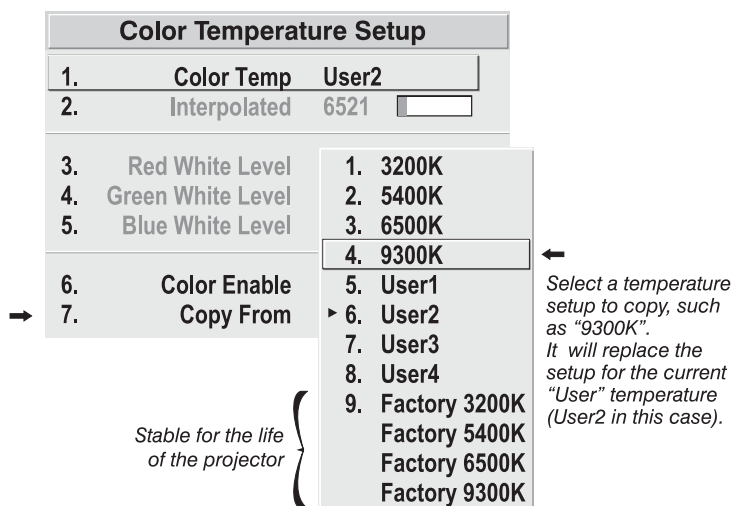 Color Temperature Setup
1. Color Temp User2
2. Interpolated 6521
3. Red White Level
4. Green White Level
5. Blue White Level
6. Color Enable
7. Copy From
1. 3200K
2. 5400K
3. 6500K
4. 9300K
5. User1
6. User2
7. User3
8. User4
9. Factory 3200K
Factory 5400K
Factory 6500K
Factory 9300K
Select a temperature
setup to copy, such
as “9300K”.
It will replace the
setup for the current
“User” temperature
(User2 in this case).
Stable for the life
of the projector